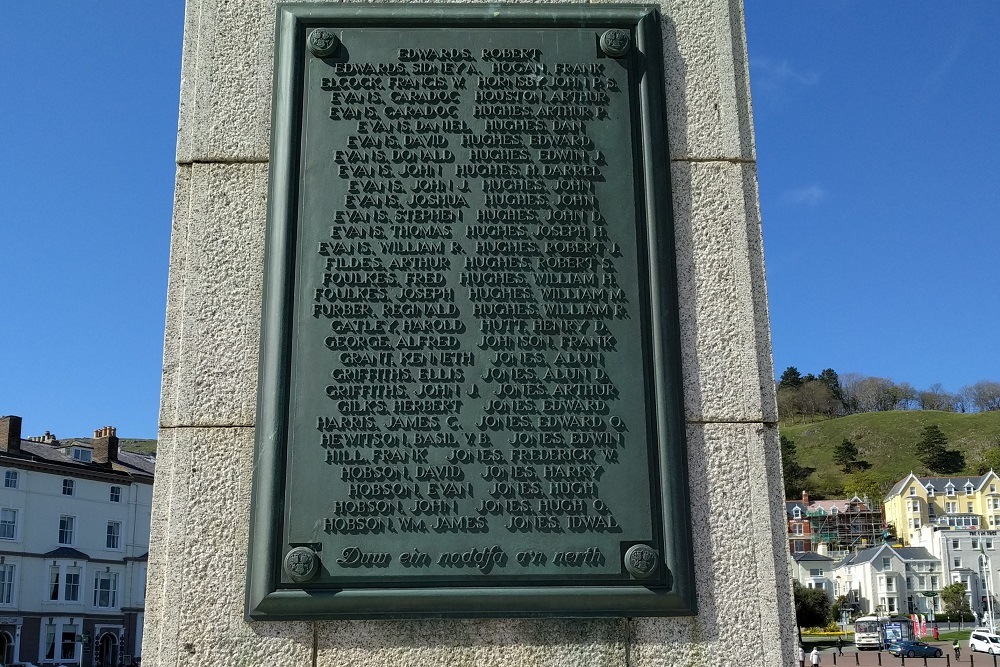 EDWARDS, ROBERT
EDWARDS, SIDNEY A. HOGAN, FRANK
ELCOCK, FRANCIS W. HORNSBY, JOHN P. S.
EVANS, CARADOC HOUSTON, ARTHUR
EVANS, CARADOC HUGHES, ARTHUR P.
EVANS, DANIEL HUGHES, DAN
EVANS, DAVID HUGHES, EDWARD
EVANS, DONALD HUGHES, EDWIN J.
EVANS, JOHN HUGHES, H. DARREL
EVANS, JOHN J. HUGHES, JOHN
EVANS, JOSHUA HUGHES, JOHN
EVANS, STEPHEN HUGHES, JOHN D.
EVANS, THOMAS HUGHES, JOSEPH H.
EVANS, WILLIAM R. HUGHES, ROBERT J.
FILDES, ARTHUR HUGHES, ROBERT S.
FOULKES, FRED HUGHES, WILLIAM H.
FOULKES, JOSEPH HUGHES, WILLIAM M.
FURBER, REGINALD HUGHES, WILLIAM R.
GATLEY, HAROLD HUTT, HENRY D.
GEORGE, ALFRED JOHNSON, FRANK
GRANT, KENNETH JONES, ALUN
GRIFFITHS, ELLIS JONES, ALUN D.
GRIFFITHS, JOHN J. JONES, ARTHUR
GILKS, HERBERT JONES, EDWARD
HARRIS, JAMES C. JONES, EDWARD O.
HEWITSON, BASIL V. B. JONES, EDWIN
HILL, FRANK JONES, FREDERICK W.
HOBSON, DAVID JONES, HARRY
HOBSON, EVAN JONES, HUGH
HOBSON, JOHN JONES, HUGH O.
HOBSON, WM. JAMES JONES, IDWAL
Duw ein noddfa a'n nerth